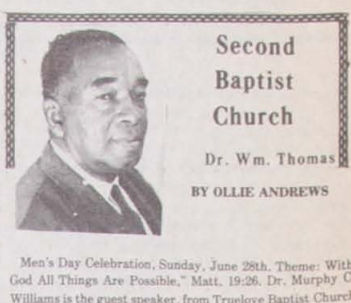 Second
Baptist
Church
Dr. Wm. Thomas
BY OLLIE ANDREWS
Men's Day Celebration, Sunday, June 28th, Theme: With
God All Things Are Possible," Matt. 19:26. Dr. Murphy C
Williams is the guest speaker, from Truelove Baptist Church